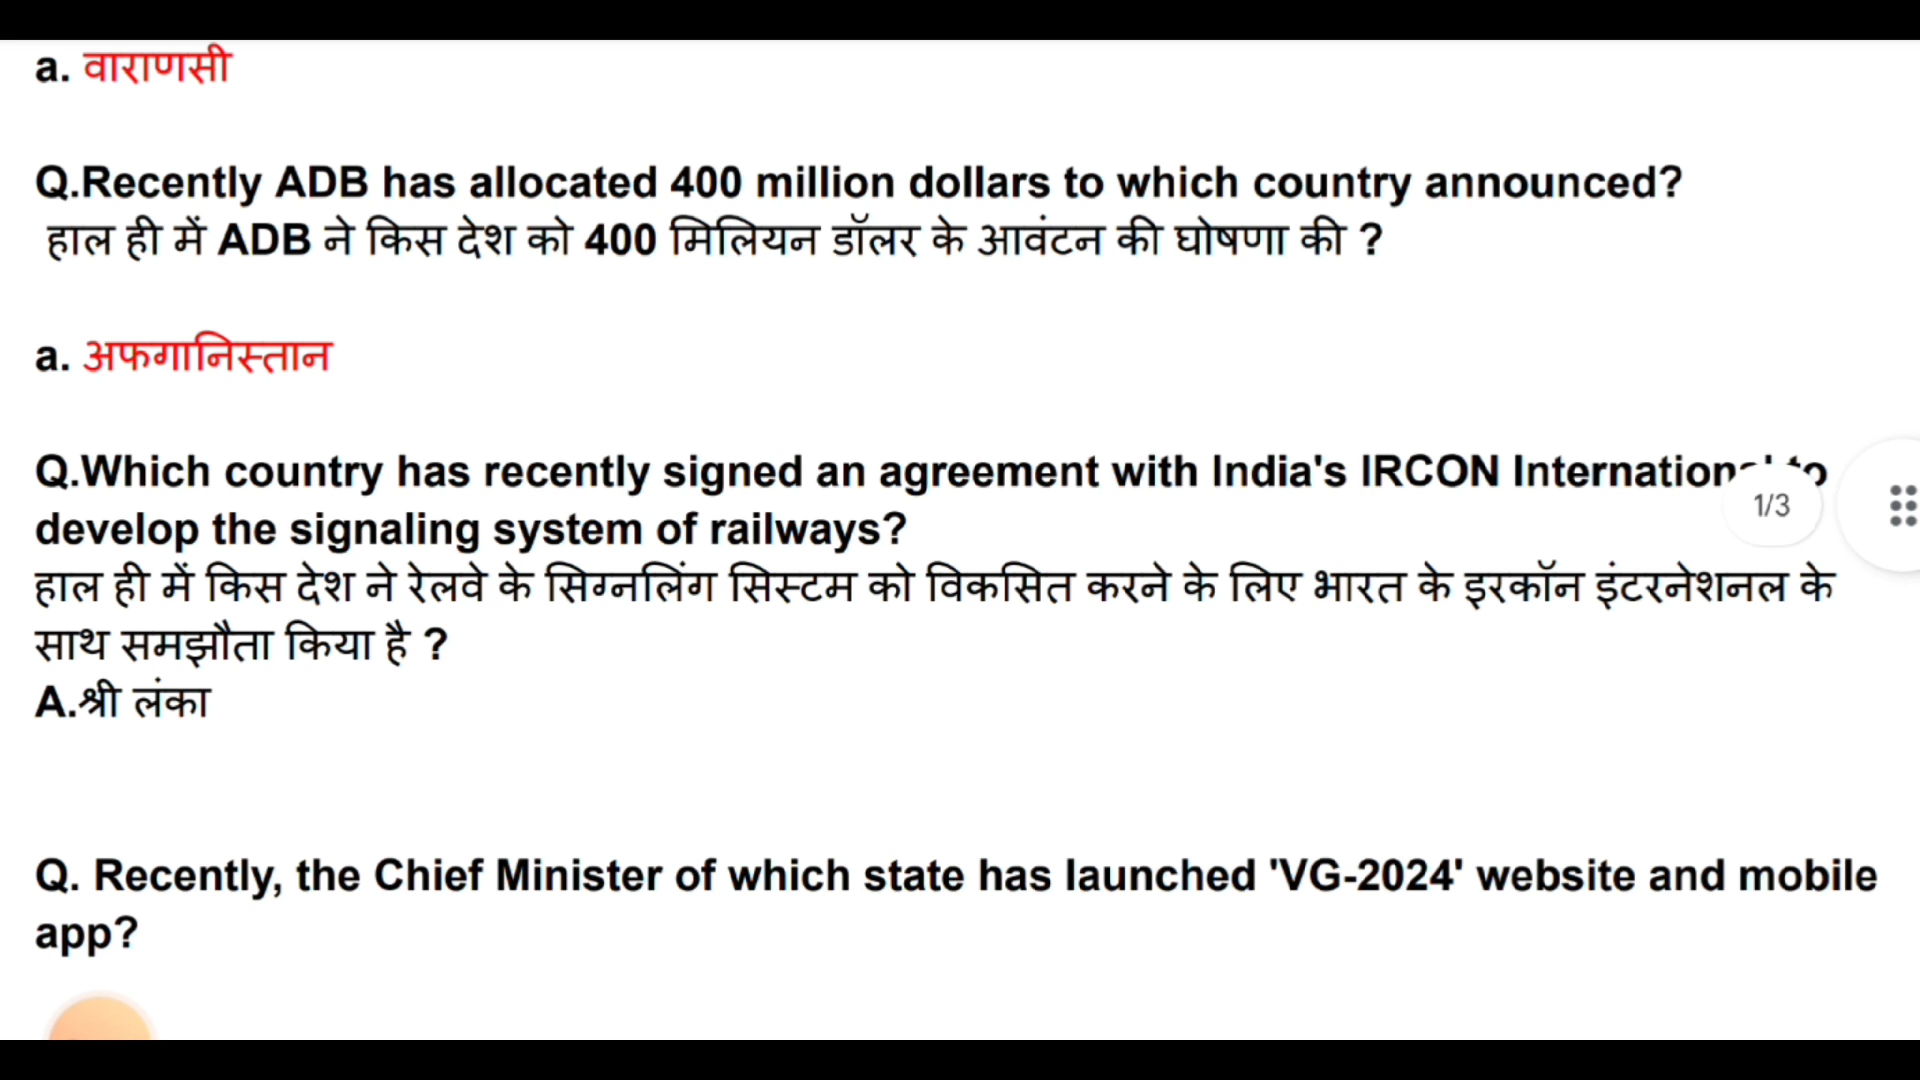 a. वाराणसी
Q.Recently ADB has allocated 400 million dollars to which country announced?
हाल ही में ADB ने किस देश को 400 मिलियन डॉलर के आवंटन की घोषणा की ?
a. अफगानिस्तान
Q.Which country has recently signed an agreement with India's IRCON International to
1/3
develop the signaling system of railways?
हाल ही में किस देश ने रेलवे के सिग्नलिंग सिस्टम को विकसित करने के लिए भारत के इरकॉन इंटरनेशनल के
साथ समझौता किया है ?
A.श्री लंका
Q. Recently, the Chief Minister of which state has launched 'VG-2024' website and mobile
app?